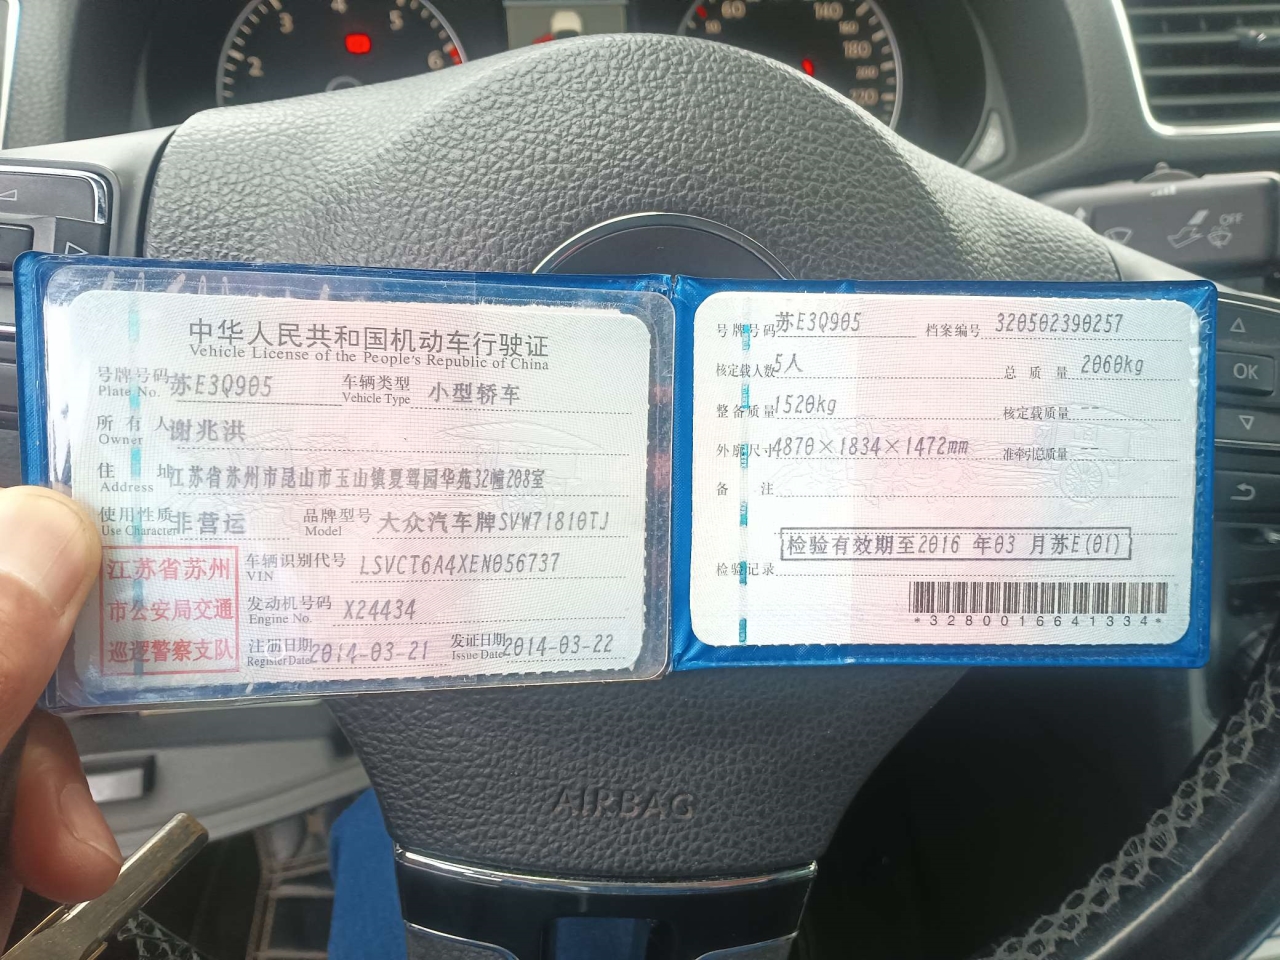 3 4 5
2 6
60 140
180
200
220
OFF
OK
中华人民共和国机动车行驶证
Vehicle License of the People's Republic of China
号牌号码 苏E3Q905 车辆类型 小型轿车
Plate No. Vehicle Type
所有人 谢兆洪
Owner
住址 江苏省苏州市昆山市玉山镇夏驾园华苑32幢208室
Address
使用性质 非营运 品牌型号 大众汽车牌SVW71810TJ
Use Character Model
江苏省苏州
市公安局交通
巡逻警察支队
车辆识别代号 LSVCT6A4XEN056737
VIN
发动机号码 X24434
Engine No.
注册日期 2014-03-21 发证日期 2014-03-22
Register Date Issue Date
号牌号码 苏E3Q905 档案编号 320502390257
核定载人数 5人 总质量 2060kg
整备质量 1520kg 核定载质量 --
外廓尺寸 4870×1834×1472mm 准牵引总质量 --
备注
检验有效期至2016 年03 月苏E(01)
检验记录
*3280016641334*
AIRBAG